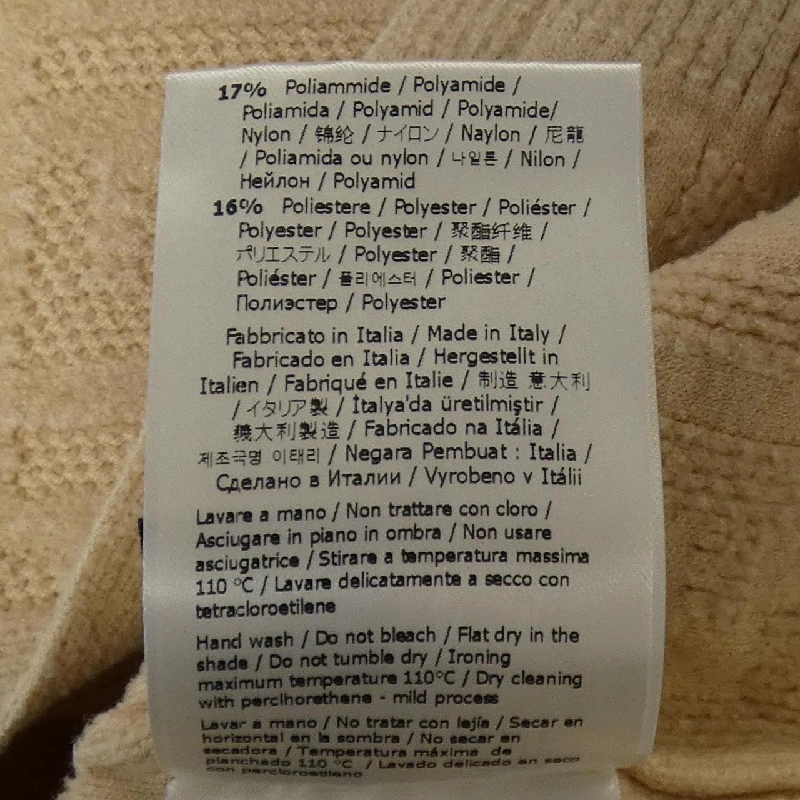 17% Poliammide / Polyamide /
Poliamida / Polyamid / Polyamide/
Nylon / 锦纶 / ナイロン / Naylon / 尼龍
/ Poliamida ou nylon / 나일론 / Nilon /
Нейлон / Polyamid
16% Poliestere / Polyester / Poliéster /
Polyester / Polyester / 聚酯纤维 /
ポリエステル / Polyester / 聚酯 /
Poliéster / 폴리에스터 / Poliester /
Полиэстер / Polyester
Fabbricato in Italia / Made in Italy /
Fabricado en Italia / Hergestellt in
Italien / Fabriqué en Italie / 制造 意大利
/ イタリア製 / İtalya'da üretilmiştir /
義大利製造 / Fabricado na Itália /
제조국명 이태리 / Negara Pembuat : Italia /
Сделано в Италии / Vyrobeno v Itálii
Lavare a mano / Non trattare con cloro /
Asciugare in piano in ombra / Non usare
asciugatrice / Stirare a temperatura massima
110 °C / Lavare delicatamente a secco con
tetracloroetilene
Hand wash / Do not bleach / Flat dry in the
shade / Do not tumble dry / Ironing
maximum temperature 110°C / Dry cleaning
with perclhorethene - mild process
Lavar a mano / No tratar con lejía / Secar en
horizontal en la sombra / No secar en
secadora / Temperatura máxima de
planchado 110 °C / Lavado delicado en seco
con percloroetileno